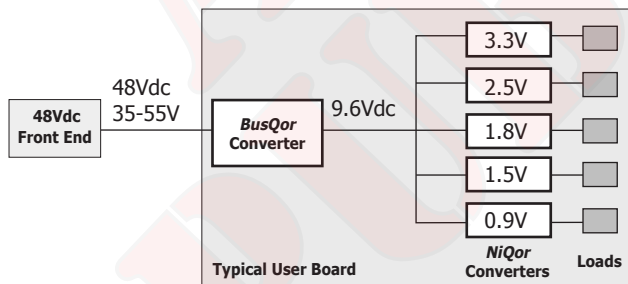 48Vdc
Front End
48Vdc
35-55V
BusQor
Converter
9.6Vdc
3.3V
2.5V
1.8V
1.5V
0.9V
NiQor
Converters
Loads
Typical User Board